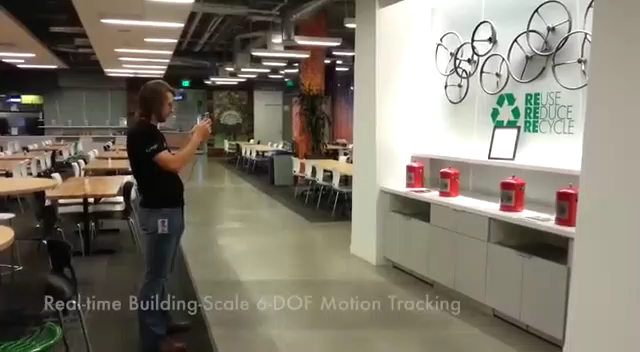 REUSE
REDUCE
RECYCLE
Real-time Building-Scale 6-DOF Motion Tracking